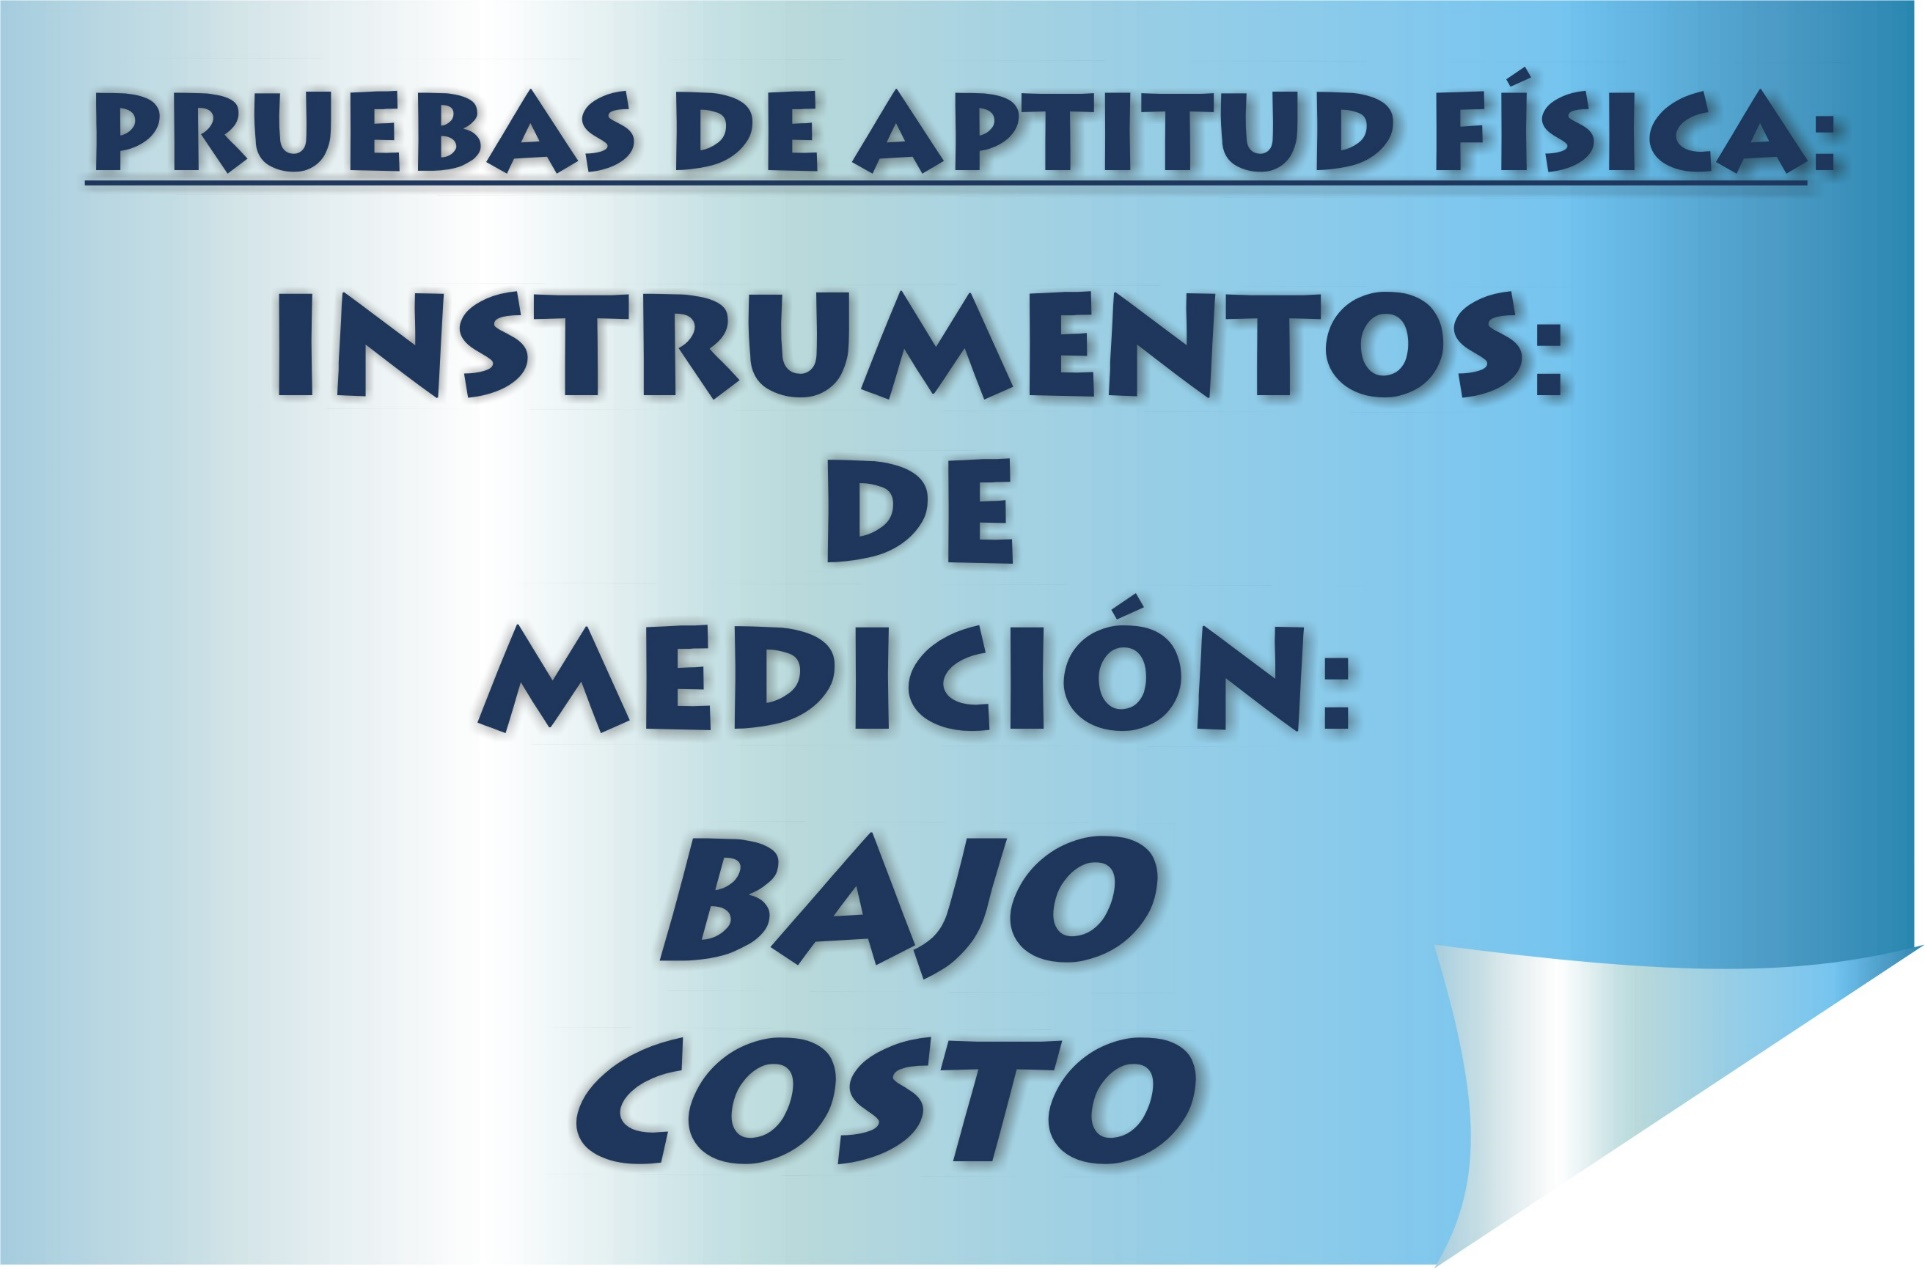 PRUEBAS DE APTITUD FÍSICA:
INSTRUMENTOS:
DE
MEDICIÓN:
BAJO
COSTO